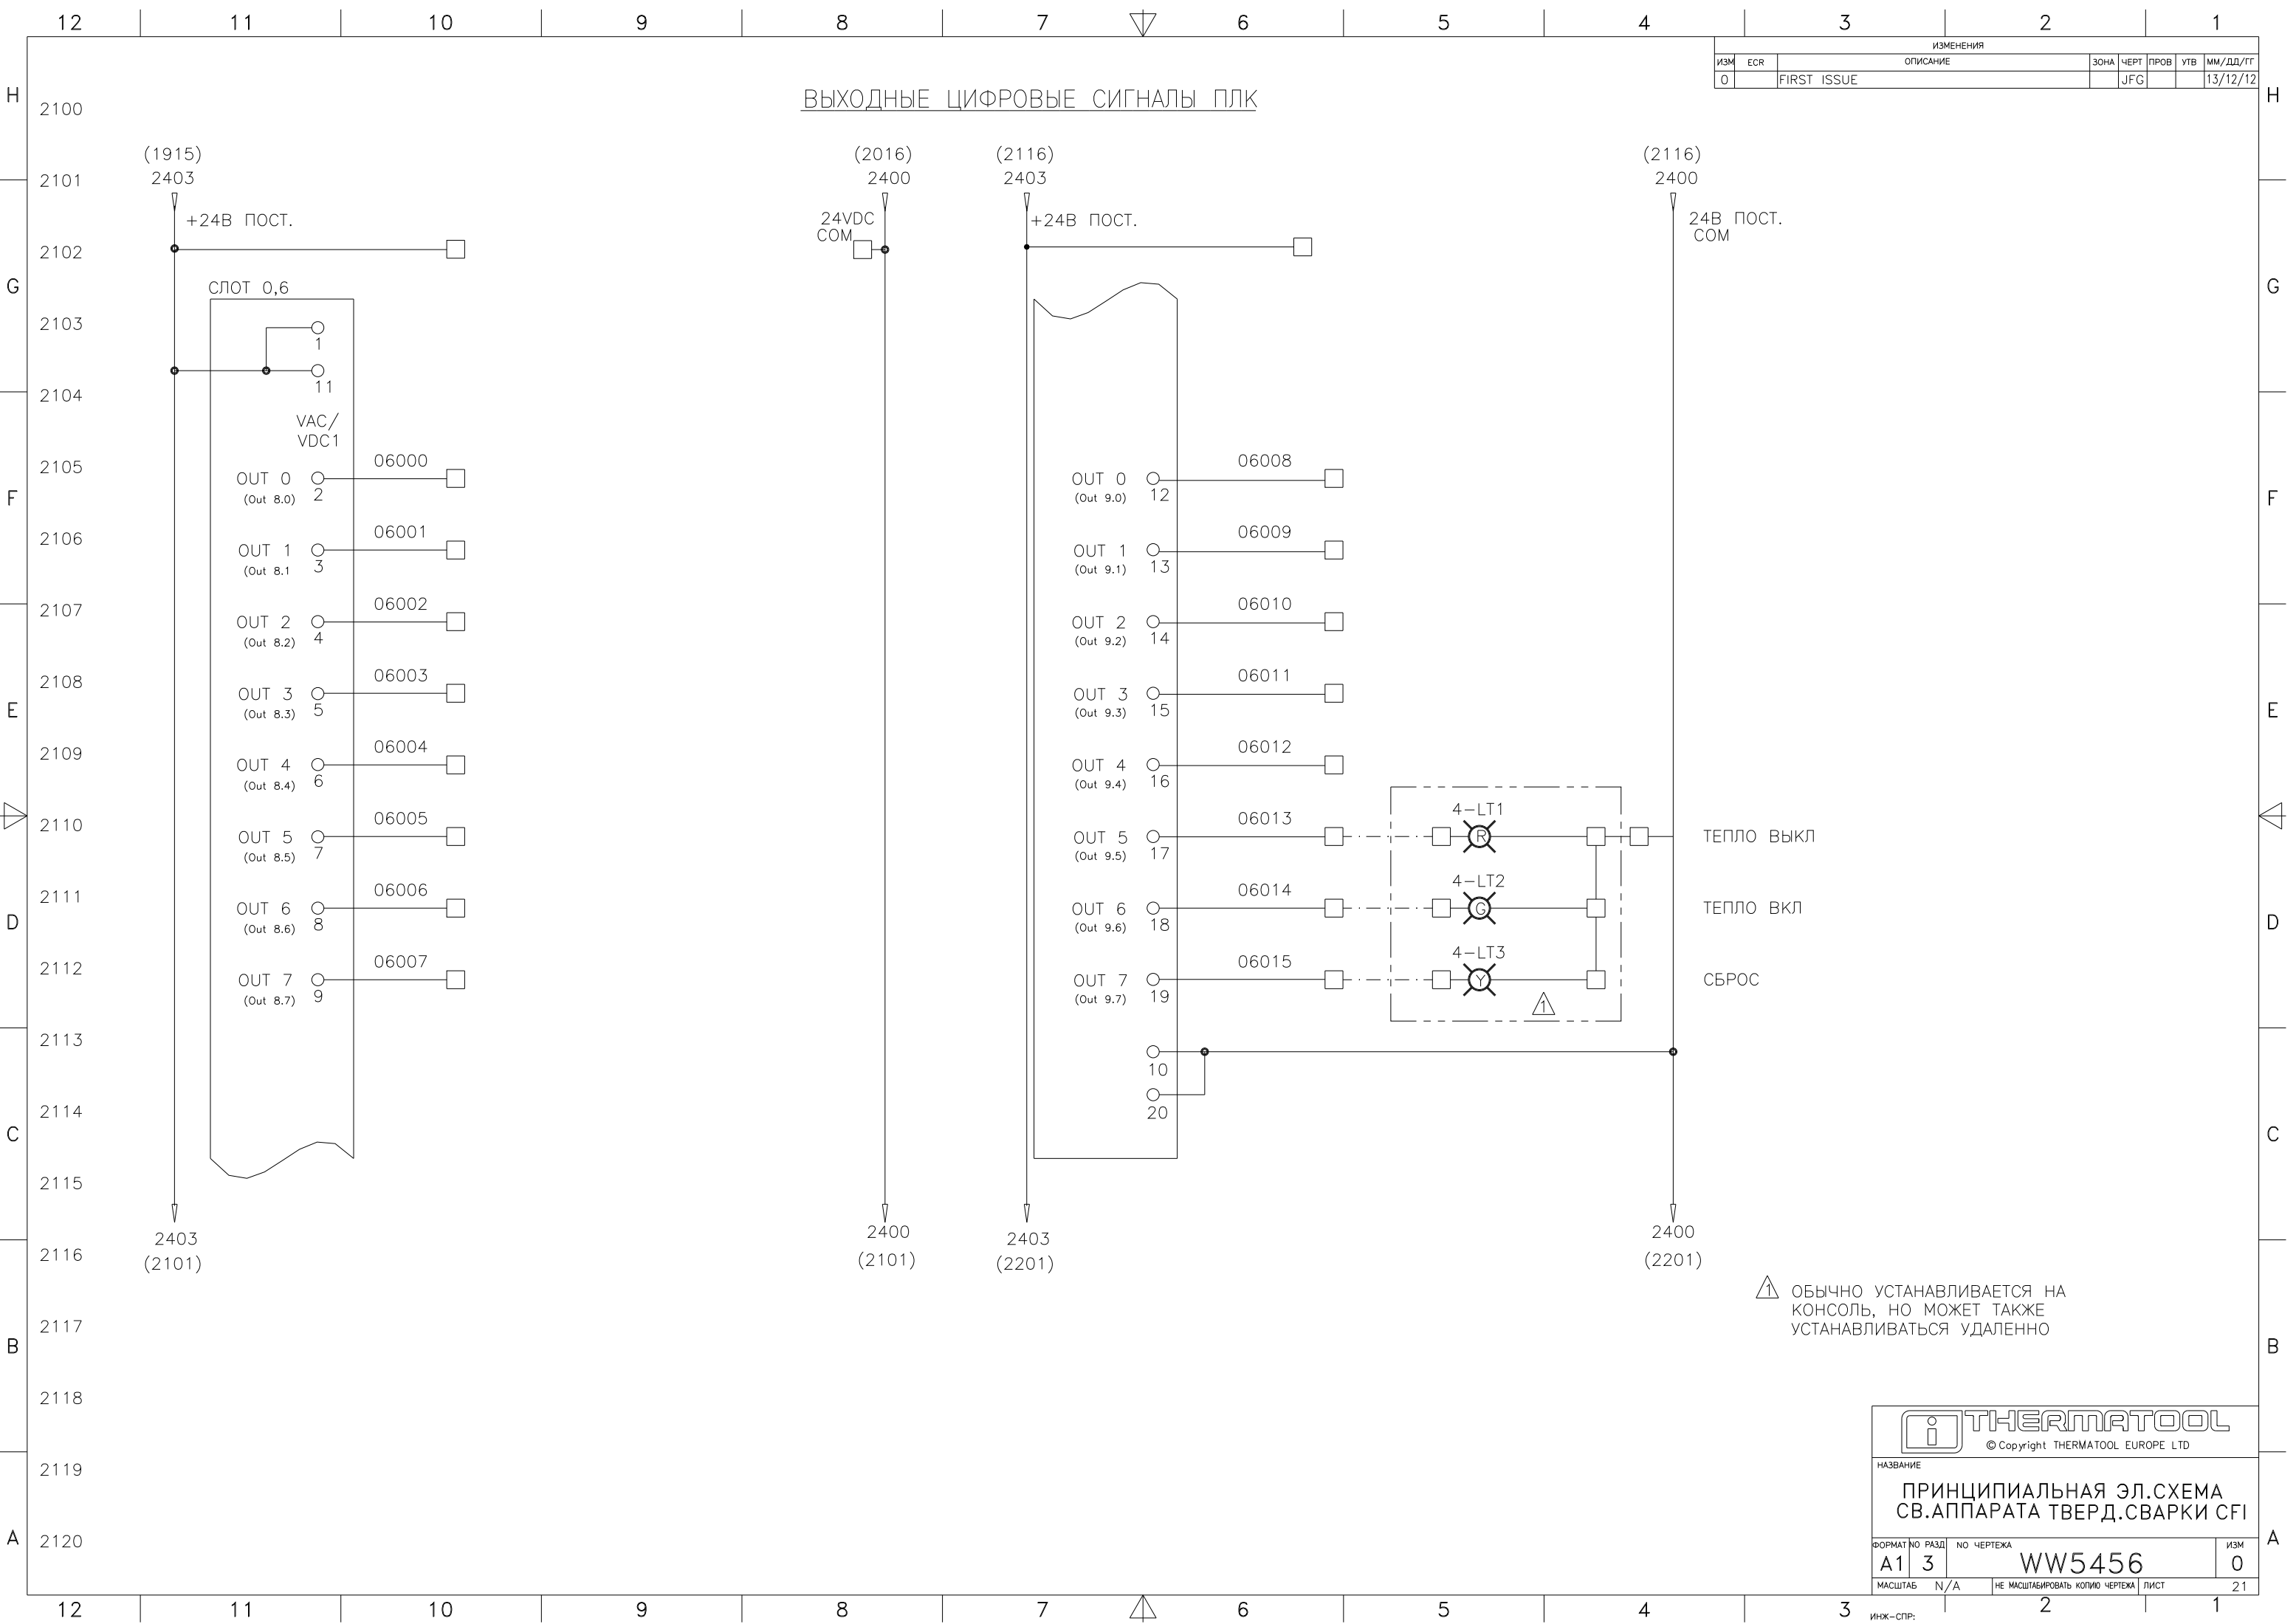 12 11 10 9 8 7 6 5 4 3 2 1
ИЗМЕНЕНИЯ
ИЗМ ECR ОПИСАНИЕ ЗОНА ЧЕРТ ПРОВ УТВ ММ/ДД/ГГ
0 FIRST ISSUE JFG 13/12/12
H H
2100
ВЫХОДНЫЕ ЦИФРОВЫЕ СИГНАЛЫ ПЛК
(1915) (2016) (2116) (2116)
2101 2403 2400 2403 2400
+24В ПОСТ. 24VDC +24В ПОСТ. 24В ПОСТ.
COM COM
2102
G G
СЛОТ 0,6
2103
1
11
2104
VAC/
VDC1
06000 06008
2105 OUT 0 OUT 0
(Out 8.0) 2 (Out 9.0) 12
F F
06001 06009
2106 OUT 1 OUT 1
(Out 8.1 3 (Out 9.1) 13
06002 06010
2107 OUT 2 OUT 2
(Out 8.2) 4 (Out 9.2) 14
06003 06011
2108 OUT 3 OUT 3
(Out 8.3) 5 (Out 9.3) 15
E E
06004 06012
2109 OUT 4 OUT 4
(Out 8.4) 6 (Out 9.4) 16
06005 06013 4-LT1
2110 OUT 5 OUT 5 R ТЕПЛО ВЫКЛ
(Out 8.5) 7 (Out 9.5) 17
06006 06014 4-LT2
2111 OUT 6 OUT 6 G ТЕПЛО ВКЛ
(Out 8.6) 8 (Out 9.6) 18
D D
06007 06015 4-LT3
2112 OUT 7 OUT 7 Y СБРОС
(Out 8.7) 9 (Out 9.7) 19
1
2113
10
2114
20
C C
2115
2403 2400 2403 2400
2116
(2101) (2101) (2201) (2201)
1 ОБЫЧНО УСТАНАВЛИВАЕТСЯ НА
КОНСОЛЬ, НО МОЖЕТ ТАКЖЕ
УСТАНАВЛИВАТЬСЯ УДАЛЕННО
2117
B B
2118
THERMATOOL
© Copyright THERMATOOL EUROPE LTD
2119
НАЗВАНИЕ
ПРИНЦИПИАЛЬНАЯ ЭЛ.СХЕМА
СВ.АППАРАТА ТВЕРД.СВАРКИ CFI
A A
2120
ФОРМАТ NO РАЗД NO ЧЕРТЕЖА ИЗМ
A1 3 WW5456 0
МАСШТАБ N/A НЕ МАСШТАБИРОВАТЬ КОПИЮ ЧЕРТЕЖА ЛИСТ 21
12 11 10 9 8 7 6 5 4 3 2 1
ИНЖ-СПР: